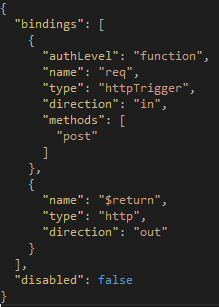 {
  "bindings": [
    {
      "authLevel": "function",
      "name": "req",
      "type": "httpTrigger",
      "direction": "in",
      "methods": [
        "post"
      ]
    },
    {
      "name": "$return",
      "type": "http",
      "direction": "out"
    }
  ],
  "disabled": false
}